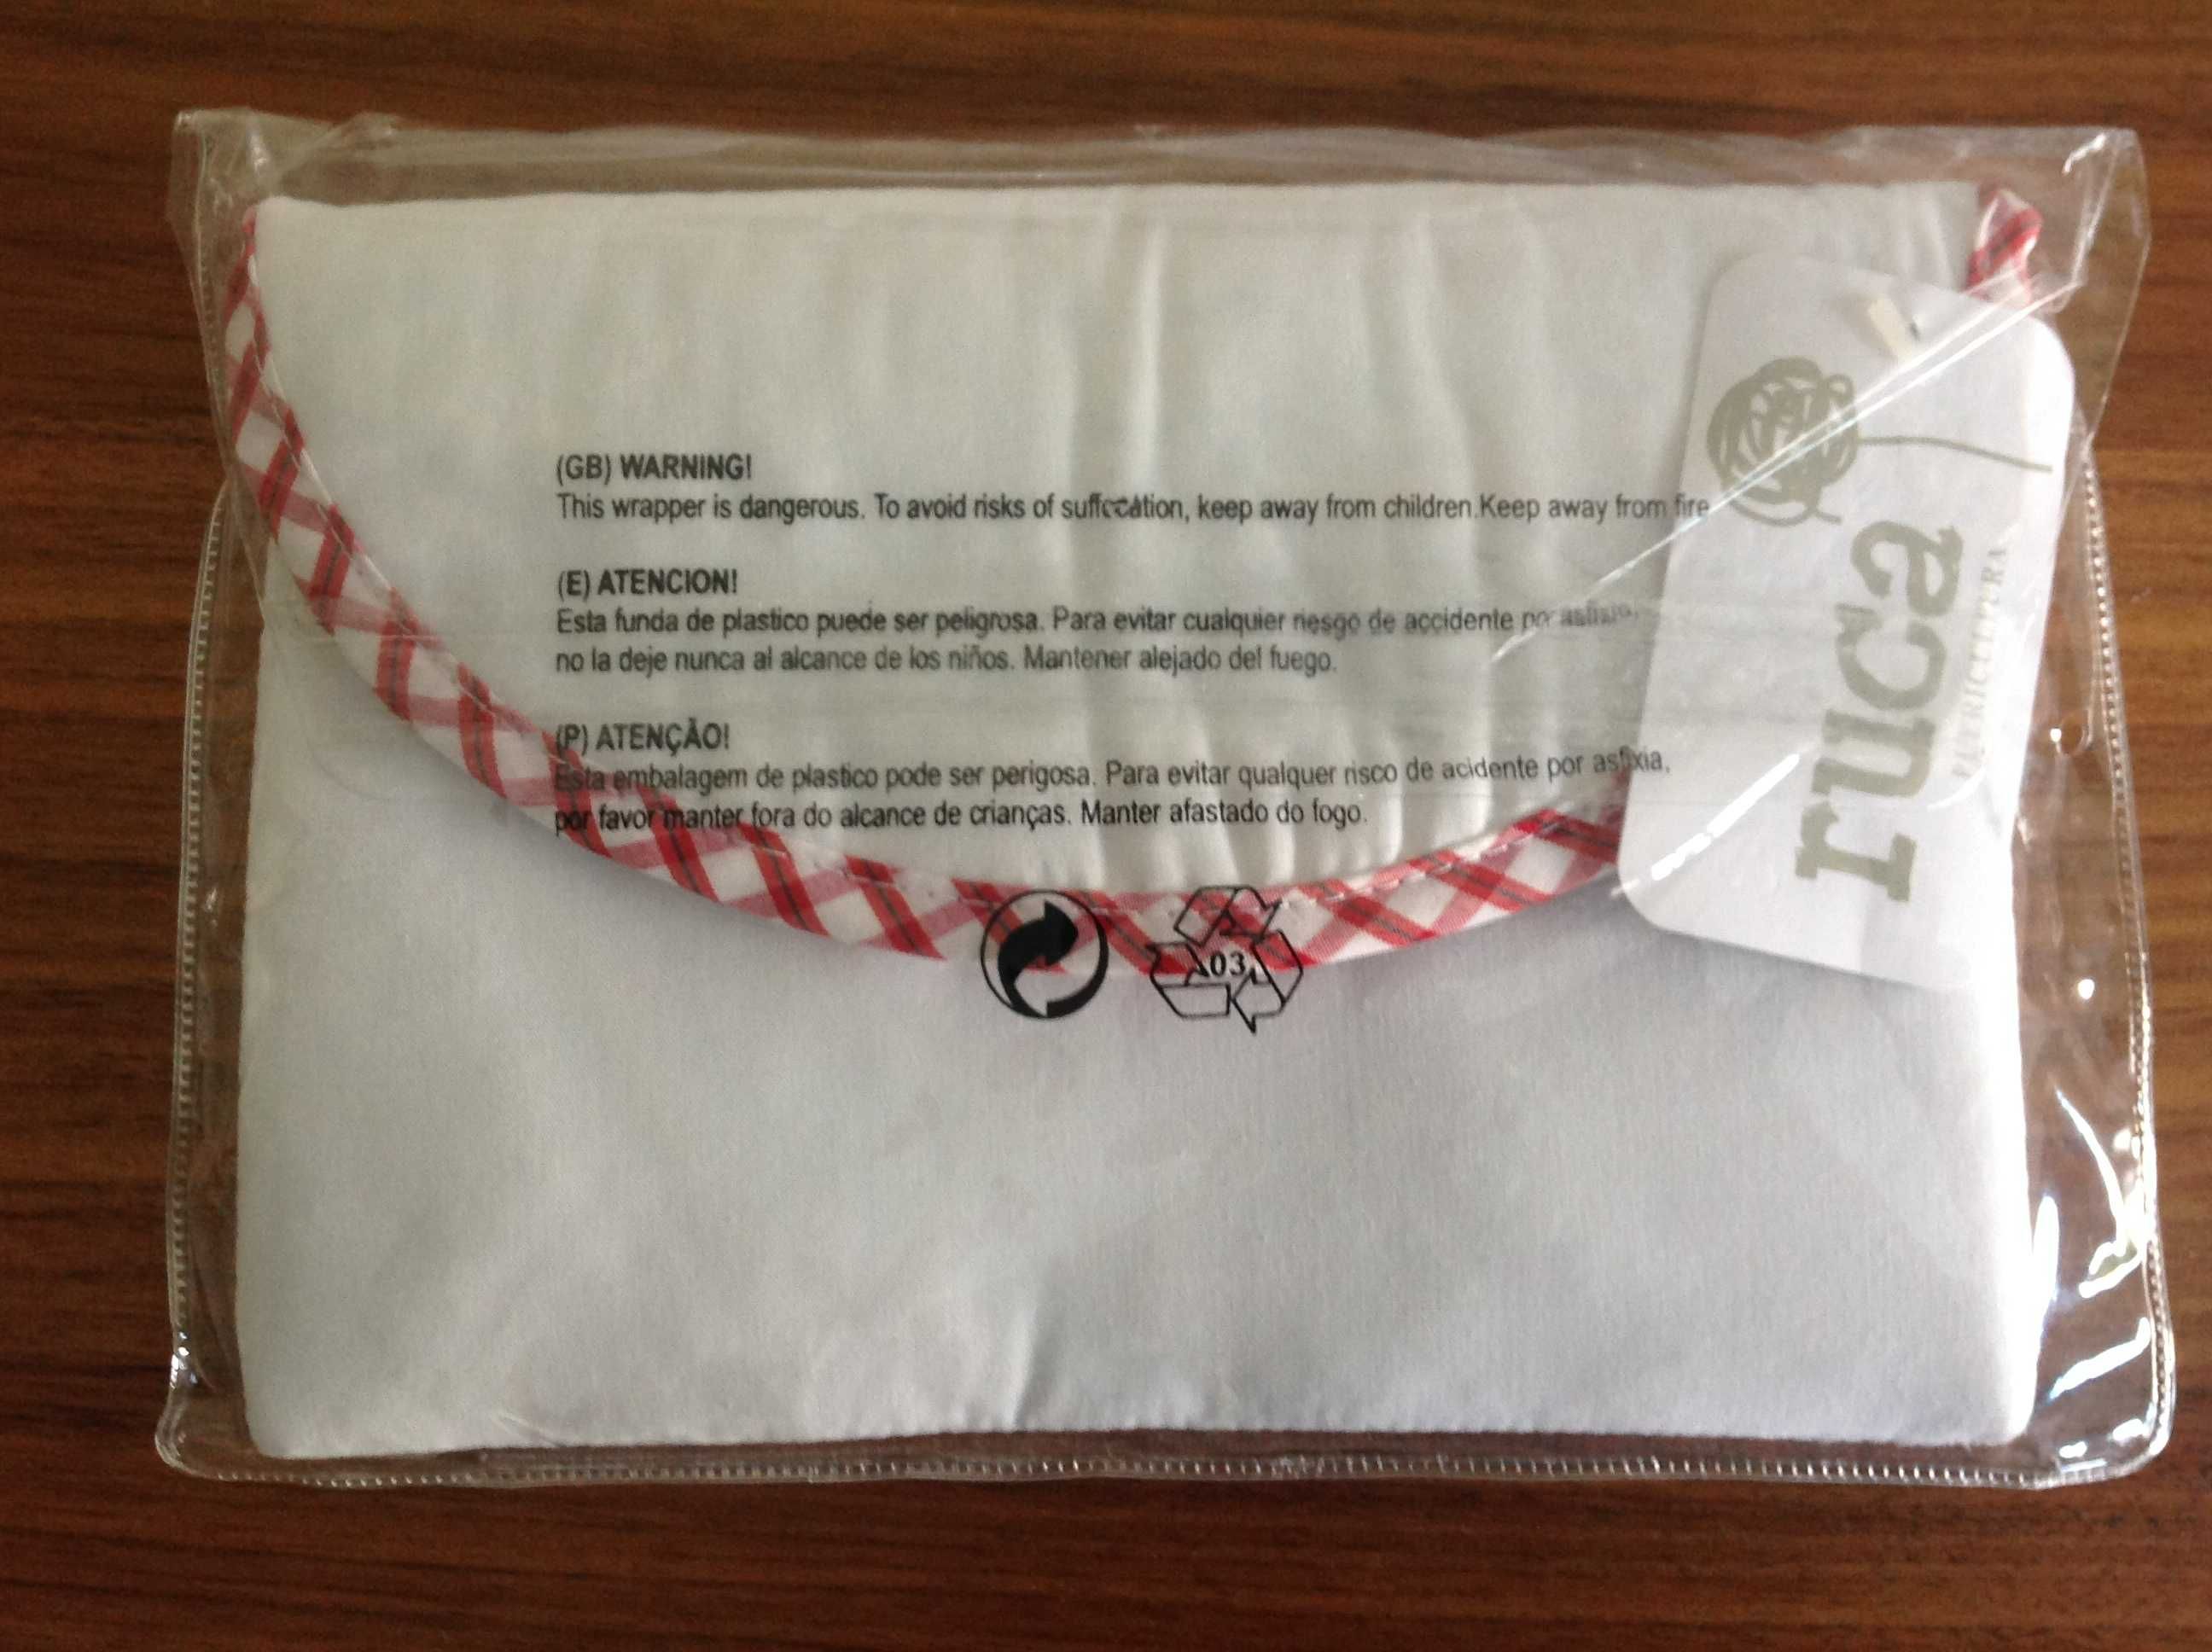 (GB) WARNING!
This wrapper is dangerous. To avoid risks of suffocation, keep away from children.Keep away from fire
(E) ATENCION!
Esta funda de plastico puede ser peligrosa. Para evitar cualquier riesgo de accidente por asfixia,
no la deje nunca al alcance de los niños. Mantener alejado del fuego.
(P) ATENÇÃO!
Esta embalagem de plastico pode ser perigosa. Para evitar qualquer risco de acidente por asfixia,
por favor manter fora do alcance de crianças. Manter afastado do fogo.
03
ruca
PUERICULTURA